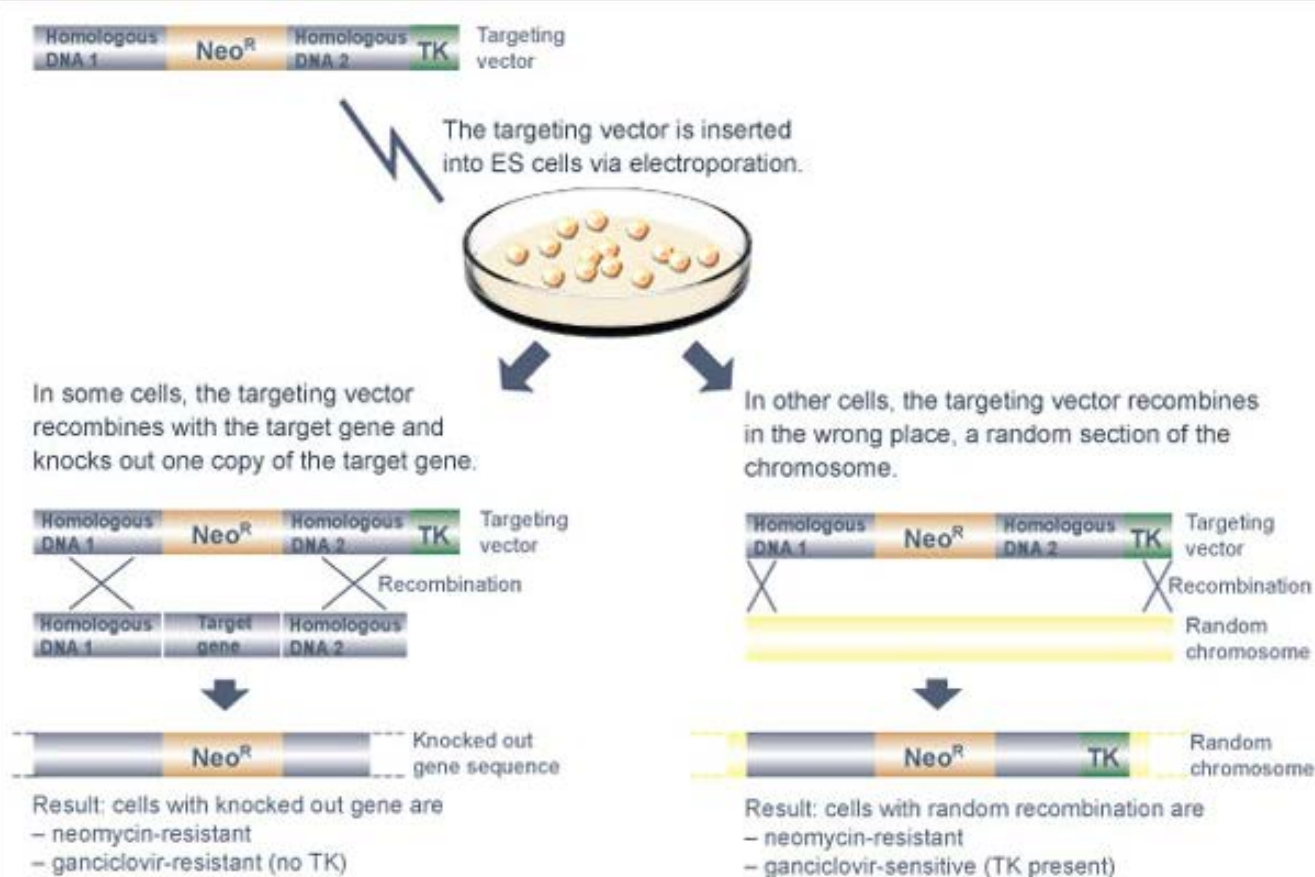 Homologous DNA 1
Neo^R
Homologous DNA 2
TK
Targeting
vector
The targeting vector is inserted
into ES cells via electroporation.
In some cells, the targeting vector
recombines with the target gene and
knocks out one copy of the target gene.
Homologous DNA 1
Neo^R
Homologous DNA 2
TK
Targeting
vector
Recombination
Homologous DNA 1
Target gene
Homologous DNA 2
Neo^R
Knocked out
gene sequence
Result: cells with knocked out gene are
– neomycin-resistant
– ganciclovir-resistant (no TK)
In other cells, the targeting vector recombines
in the wrong place, a random section of the
chromosome.
Homologous DNA 1
Neo^R
Homologous DNA 2
TK
Targeting
vector
Recombination
Random
chromosome
Neo^R
TK
Random
chromosome
Result: cells with random recombination are
– neomycin-resistant
– ganciclovir-sensitive (TK present)